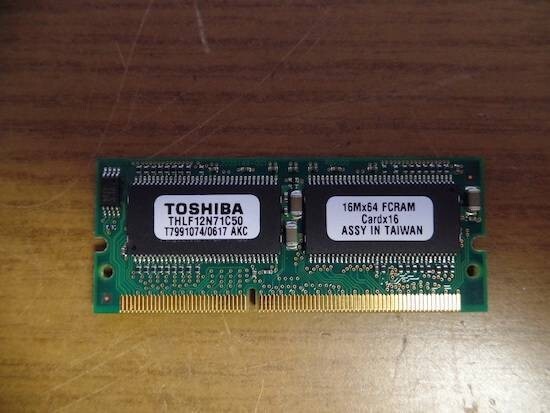 TOSHIBA
THLF12N71C50
T7991074/0617 AKC
16Mx64 FCRAM
Cardx16
ASSY IN TAIWAN